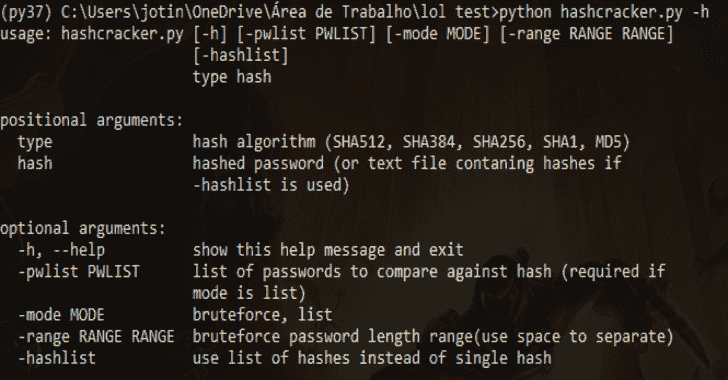 (py37) C:\Users\jotin\OneDrive\Área de Trabalho\lol test>python hashcracker.py -h
usage: hashcracker.py [-h] [-pwlist PWLIST] [-mode MODE] [-range RANGE RANGE]
[-hashlist]
type hash
positional arguments:
type hash algorithm (SHA512, SHA384, SHA256, SHA1, MD5)
hash hashed password (or text file contaning hashes if
-hashlist is used)
optional arguments:
-h, --help show this help message and exit
-pwlist PWLIST list of passwords to compare against hash (required if
mode is list)
-mode MODE bruteforce, list
-range RANGE RANGE bruteforce password length range(use space to separate)
-hashlist use list of hashes instead of single hash